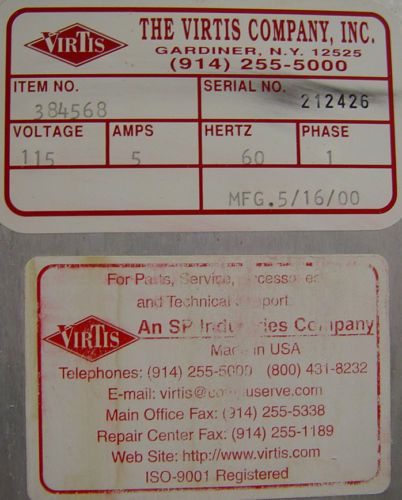 VIRTIS
THE VIRTIS COMPANY, INC.
GARDINER, N.Y. 12525
(914) 255-5000
ITEM NO. SERIAL NO.
384568 212426
VOLTAGE AMPS HERTZ PHASE
115 5 60 1
MFG.5/16/00
For Parts, Service,
and Technical
VIRTIS
An SP Industries Company
Made in USA
Telephones: (914) 255-5000 (800) 431-8232
E-mail: virtis@compuserve.com
Main Office Fax: (914) 255-5338
Repair Center Fax: (914) 255-1189
Web Site: http://www.virtis.com
ISO-9001 Registered